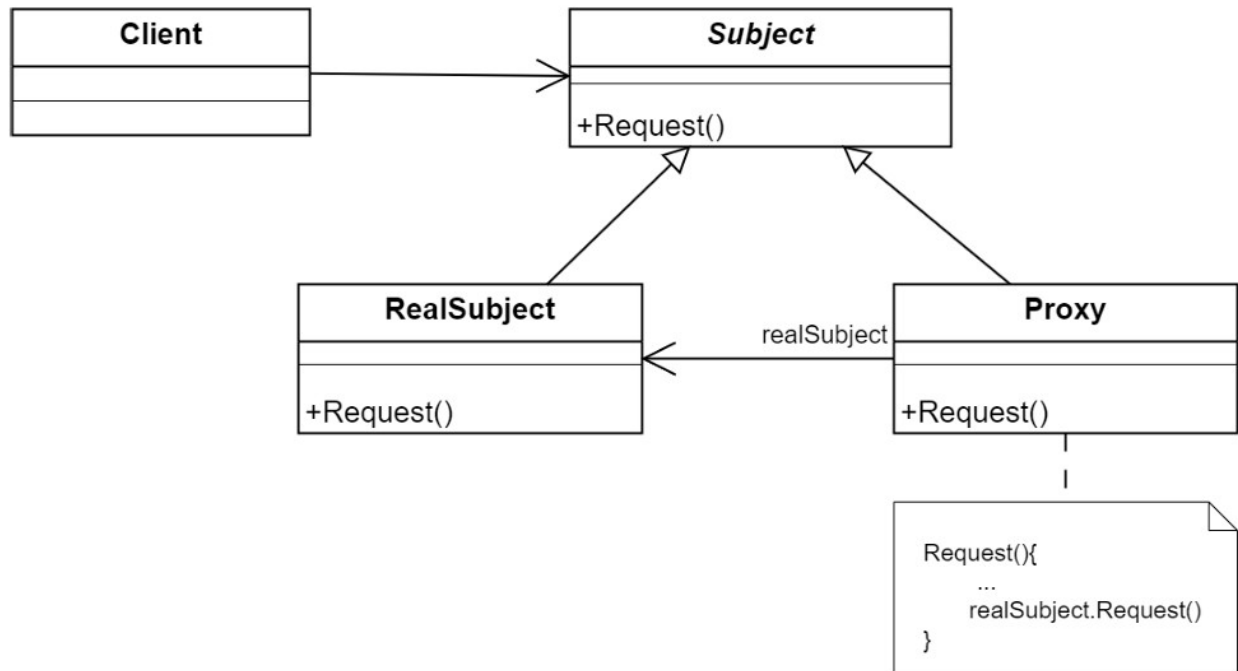 Client
Subject
+Request()
RealSubject
+Request()
realSubject
Proxy
+Request()
Request(){
...
realSubject.Request()
}